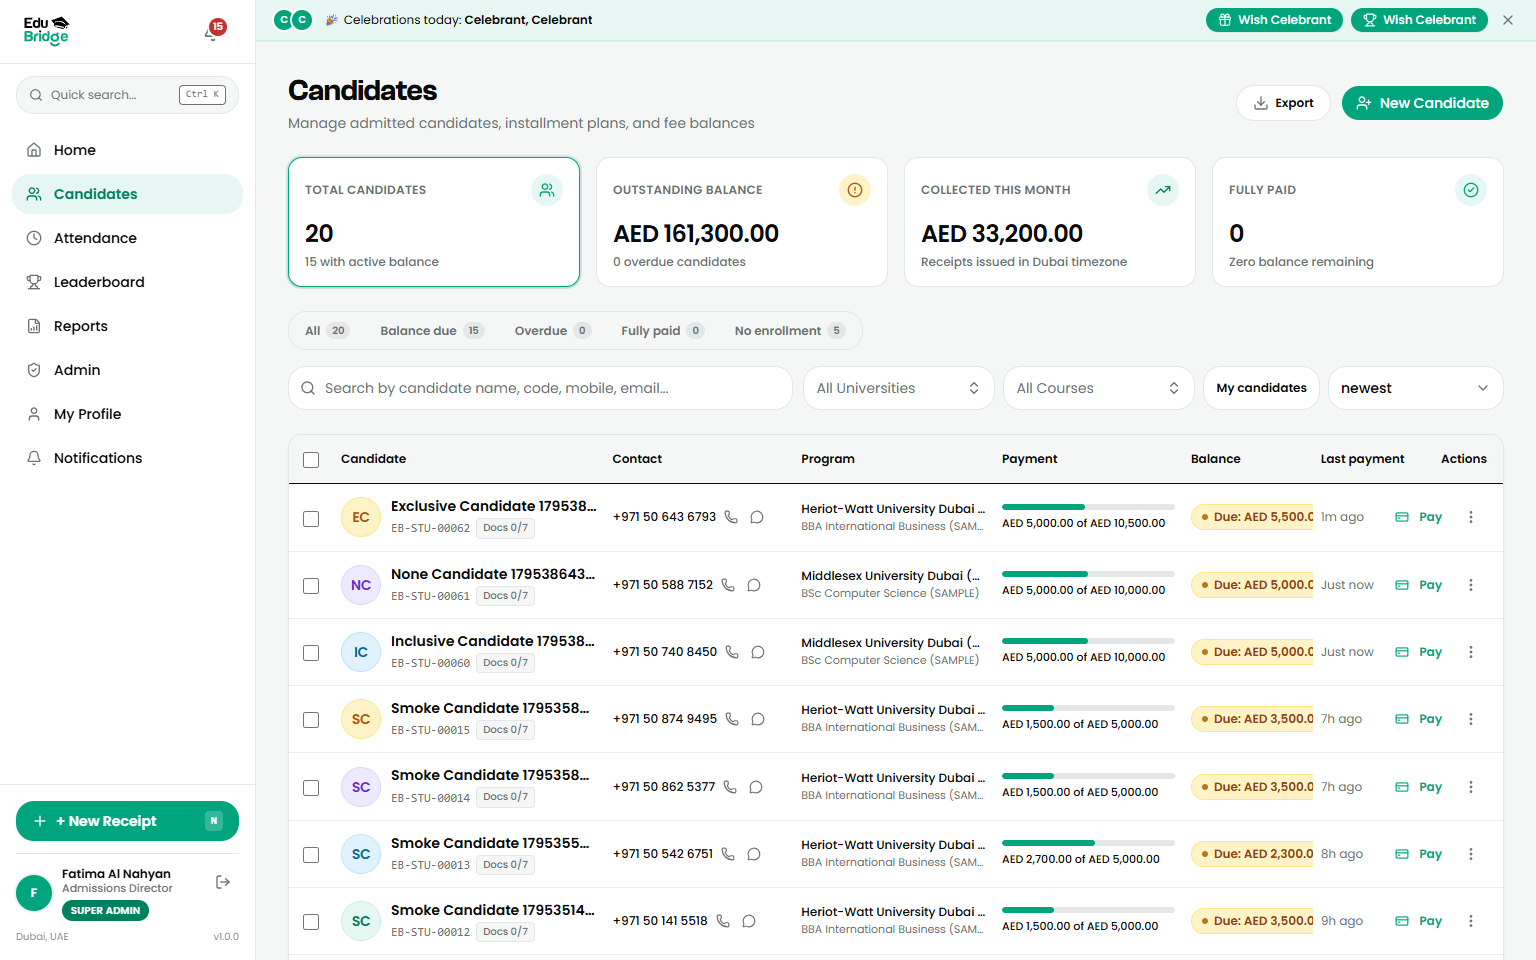 Edu
Bridge
15
C C 🎉 Celebrations today: Celebrant, Celebrant
Wish Celebrant
Wish Celebrant
Quick search...
Ctrl K
Home
Candidates
Attendance
Leaderboard
Reports
Admin
My Profile
Notifications
+ New Receipt
N
F
Fatima Al Nahyan
Admissions Director
SUPER ADMIN
Dubai, UAE
v1.0.0
Candidates
Manage admitted candidates, installment plans, and fee balances
Export
New Candidate
TOTAL CANDIDATES
20
15 with active balance
OUTSTANDING BALANCE
AED 161,300.00
0 overdue candidates
COLLECTED THIS MONTH
AED 33,200.00
Receipts issued in Dubai timezone
FULLY PAID
0
Zero balance remaining
All 20
Balance due 15
Overdue 0
Fully paid 0
No enrollment 5
Search by candidate name, code, mobile, email...
All Universities
All Courses
My candidates
newest
Candidate Contact Program Payment Balance Last payment Actions
EC
Exclusive Candidate 179538...
EB-STU-00062 Docs 0/7
+971 50 643 6793
Heriot-Watt University Dubai ...
BBA International Business (SAM...
AED 5,000.00 of AED 10,500.00
Due: AED 5,500.0
1m ago
Pay
NC
None Candidate 179538643...
EB-STU-00061 Docs 0/7
+971 50 588 7152
Middlesex University Dubai (...
BSc Computer Science (SAMPLE)
AED 5,000.00 of AED 10,000.00
Due: AED 5,000.0
Just now
Pay
IC
Inclusive Candidate 179538...
EB-STU-00060 Docs 0/7
+971 50 740 8450
Middlesex University Dubai (...
BSc Computer Science (SAMPLE)
AED 5,000.00 of AED 10,000.00
Due: AED 5,000.0
Just now
Pay
SC
Smoke Candidate 1795358...
EB-STU-00015 Docs 0/7
+971 50 874 9495
Heriot-Watt University Dubai ...
BBA International Business (SAM...
AED 1,500.00 of AED 5,000.00
Due: AED 3,500.0
7h ago
Pay
SC
Smoke Candidate 1795358...
EB-STU-00014 Docs 0/7
+971 50 862 5377
Heriot-Watt University Dubai ...
BBA International Business (SAM...
AED 1,500.00 of AED 5,000.00
Due: AED 3,500.0
7h ago
Pay
SC
Smoke Candidate 1795355...
EB-STU-00013 Docs 0/7
+971 50 542 6751
Heriot-Watt University Dubai ...
BBA International Business (SAM...
AED 2,700.00 of AED 5,000.00
Due: AED 2,300.0
8h ago
Pay
SC
Smoke Candidate 17953514...
EB-STU-00012 Docs 0/7
+971 50 141 5518
Heriot-Watt University Dubai ...
BBA International Business (SAM...
AED 1,500.00 of AED 5,000.00
Due: AED 3,500.0
9h ago
Pay